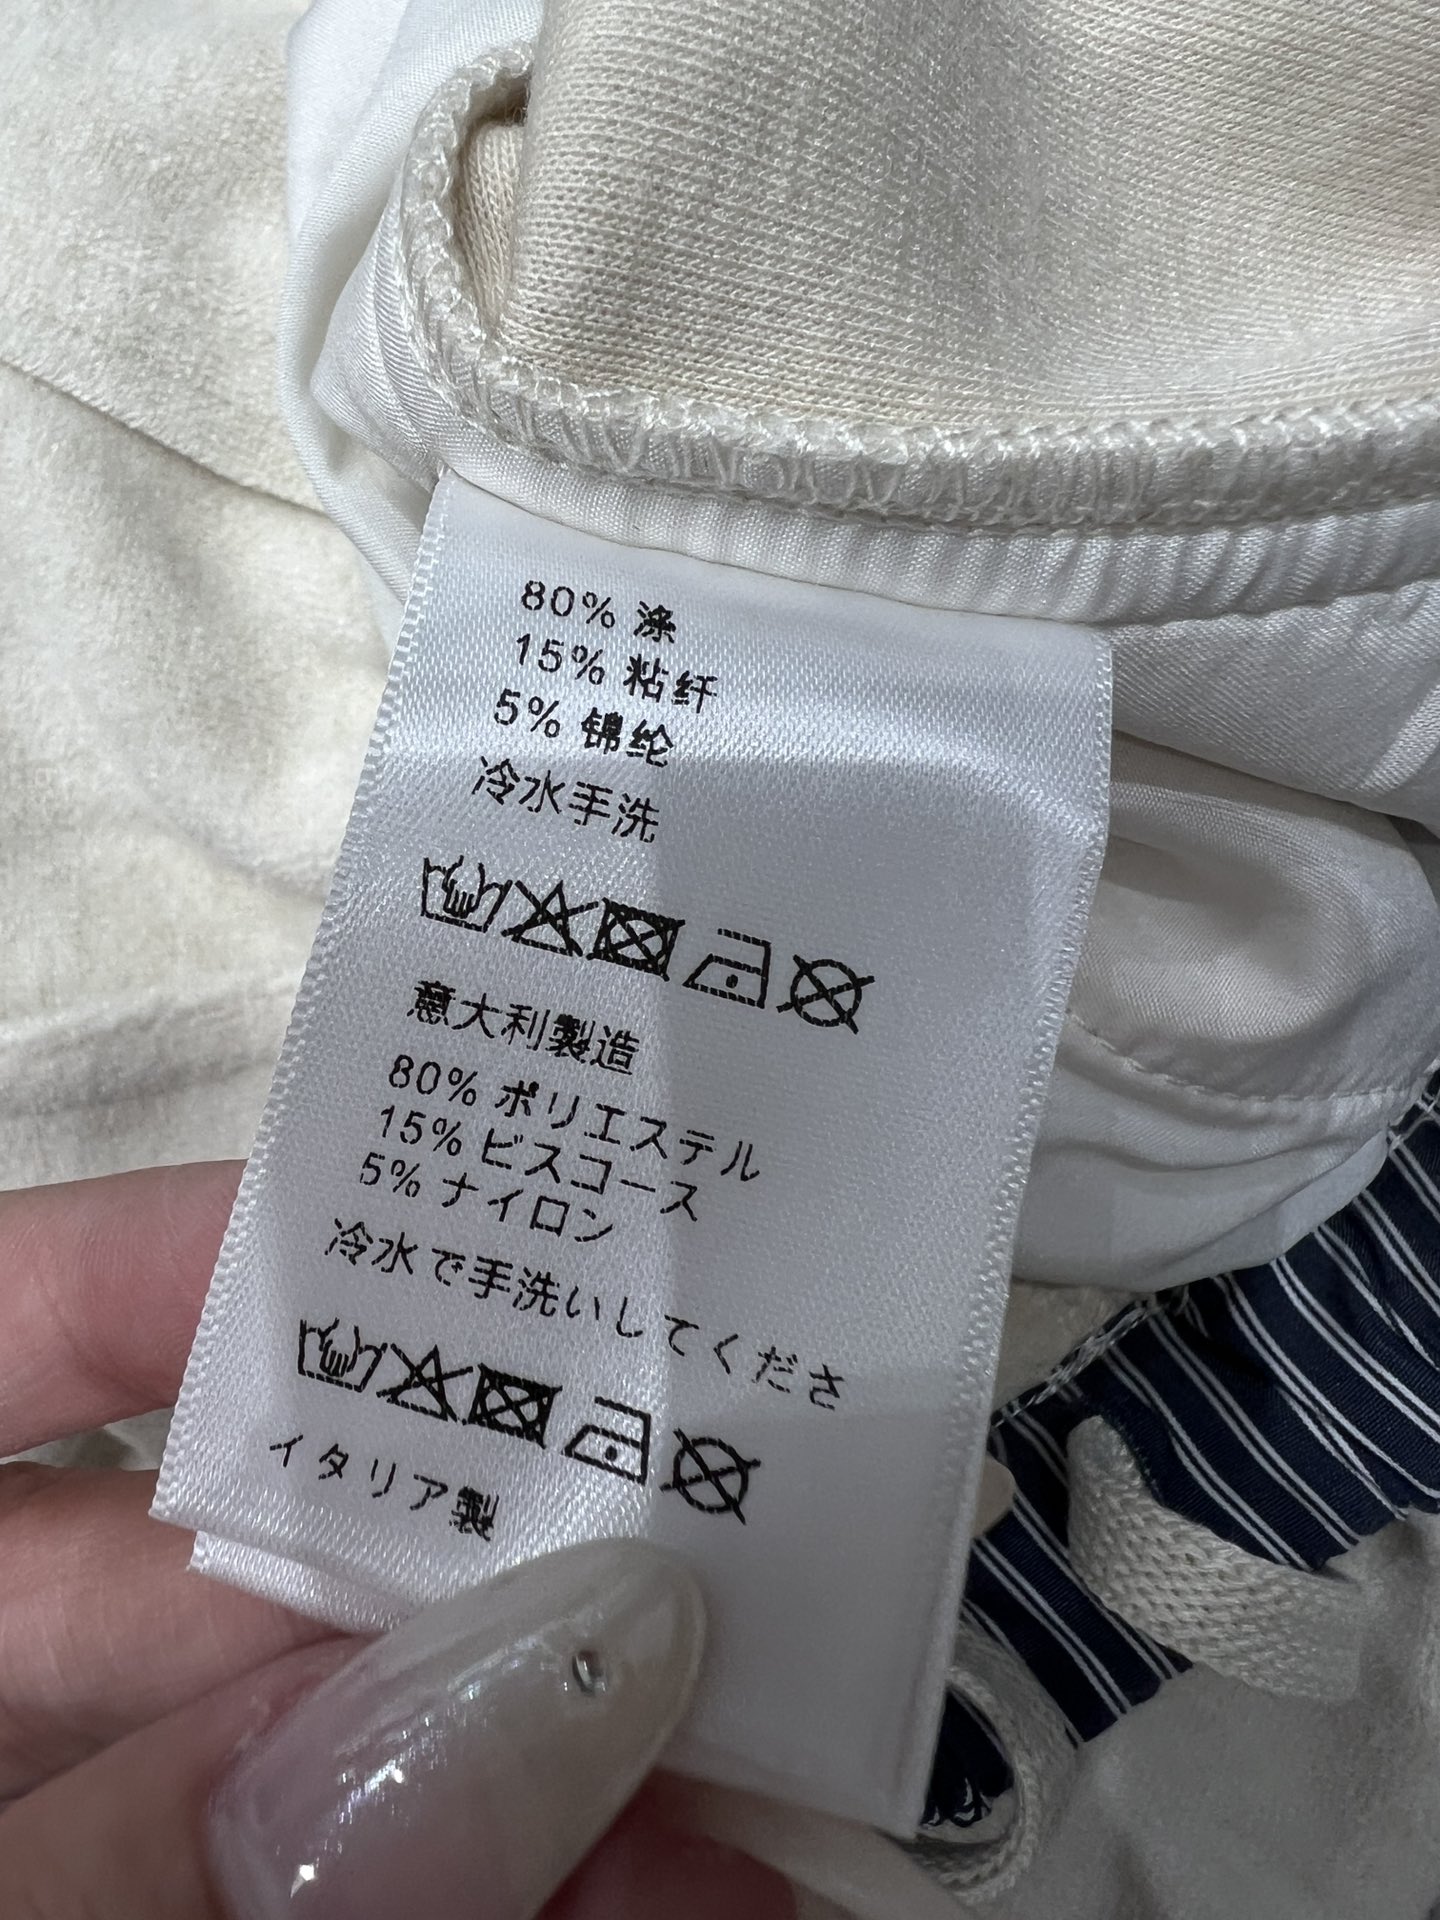 80% 涤
15% 粘纤
5% 锦纶
冷水手洗
意大利製造
80% ポリエステル
15% ビスコース
5% ナイロン
冷水で手洗いしてくださ
イタリア製